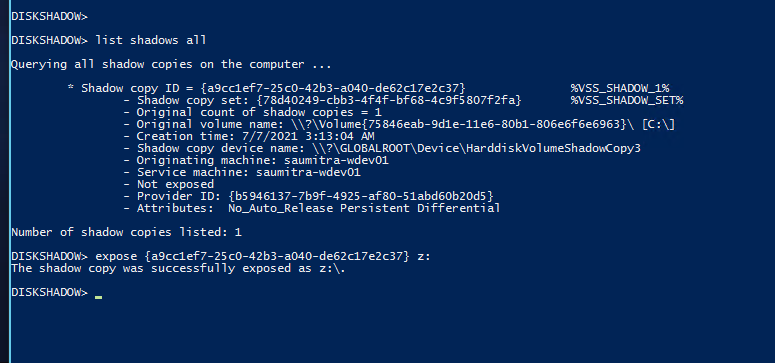 DISKSHADOW>
DISKSHADOW> list shadows all
Querying all shadow copies on the computer ...
* Shadow copy ID = {a9cc1ef7-25c0-42b3-a040-de62c17e2c37} %VSS_SHADOW_1%
- Shadow copy set: {78d40249-cbb3-4f4f-bf68-4c9f5807f2fa} %VSS_SHADOW_SET%
- Original count of shadow copies = 1
- Original volume name: \\?\Volume{75846eab-9d1e-11e6-80b1-806e6f6e6963}\ [C:\]
- Creation time: 7/7/2021 3:13:04 AM
- Shadow copy device name: \\?\GLOBALROOT\Device\HarddiskVolumeShadowCopy3
- Originating machine: saumitra-wdev01
- Service machine: saumitra-wdev01
- Not exposed
- Provider ID: {b5946137-7b9f-4925-af80-51abd60b20d5}
- Attributes:  No_Auto_Release Persistent Differential
Number of shadow copies listed: 1
DISKSHADOW> expose {a9cc1ef7-25c0-42b3-a040-de62c17e2c37} z:
The shadow copy was successfully exposed as z:\.
DISKSHADOW>